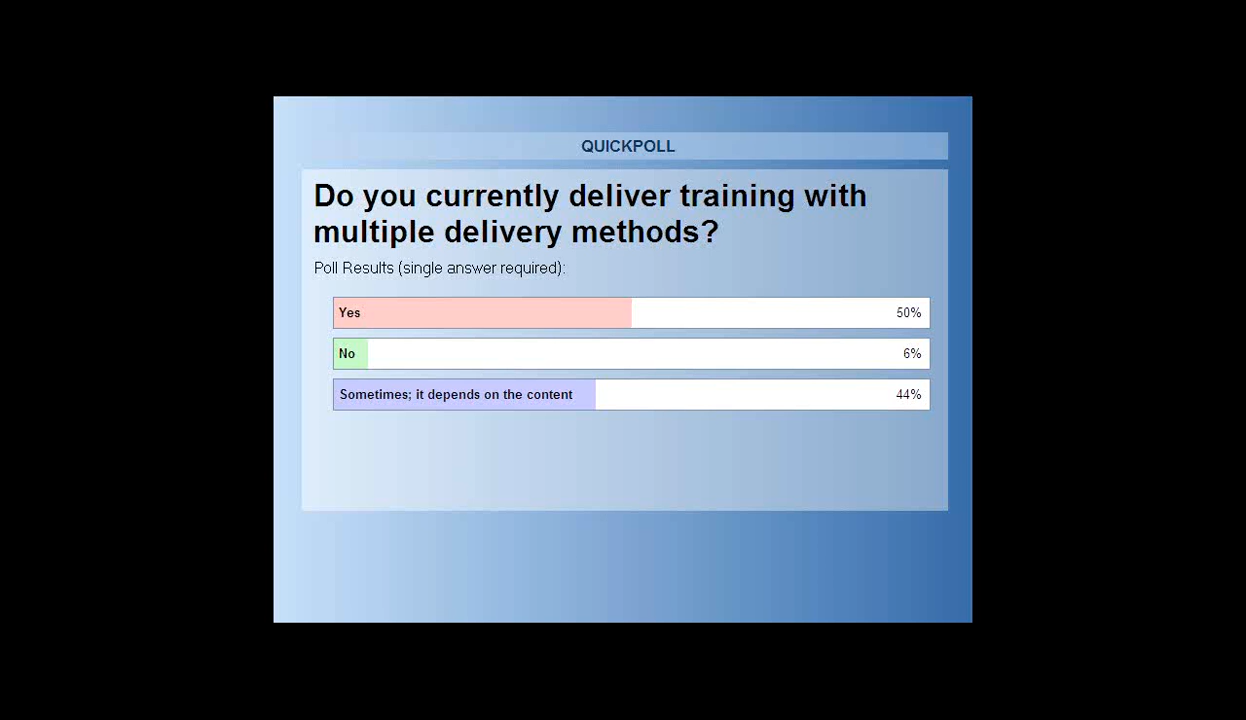 QUICKPOLL
Do you currently deliver training with
multiple delivery methods?
Poll Results (single answer required):
Yes 50%
No 6%
Sometimes; it depends on the content 44%